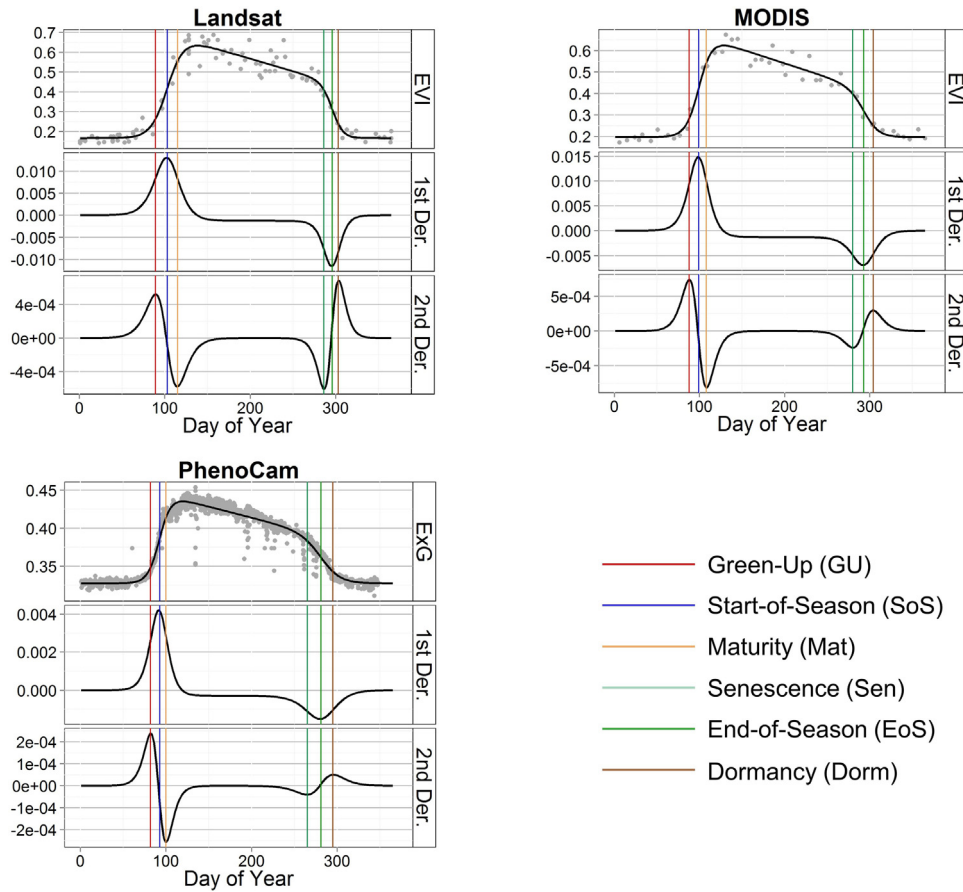 Landsat
0.7
0.6
0.5
0.4
0.3
0.2
EVI
0.010
0.005
0.000
-0.005
-0.010
1st Der.
4e-04
0e+00
-4e-04
2nd Der.
0 100 200 300
Day of Year
MODIS
0.6
0.5
0.4
0.3
0.2
EVI
0.015
0.010
0.005
0.000
-0.005
1st Der.
5e-04
0e+00
-5e-04
2nd Der.
0 100 200 300
Day of Year
PhenoCam
0.45
0.40
0.35
ExG
0.004
0.002
0.000
1st Der.
2e-04
1e-04
0e+00
-1e-04
-2e-04
2nd Der.
0 100 200 300
Day of Year
Green-Up (GU)
Start-of-Season (SoS)
Maturity (Mat)
Senescence (Sen)
End-of-Season (EoS)
Dormancy (Dorm)